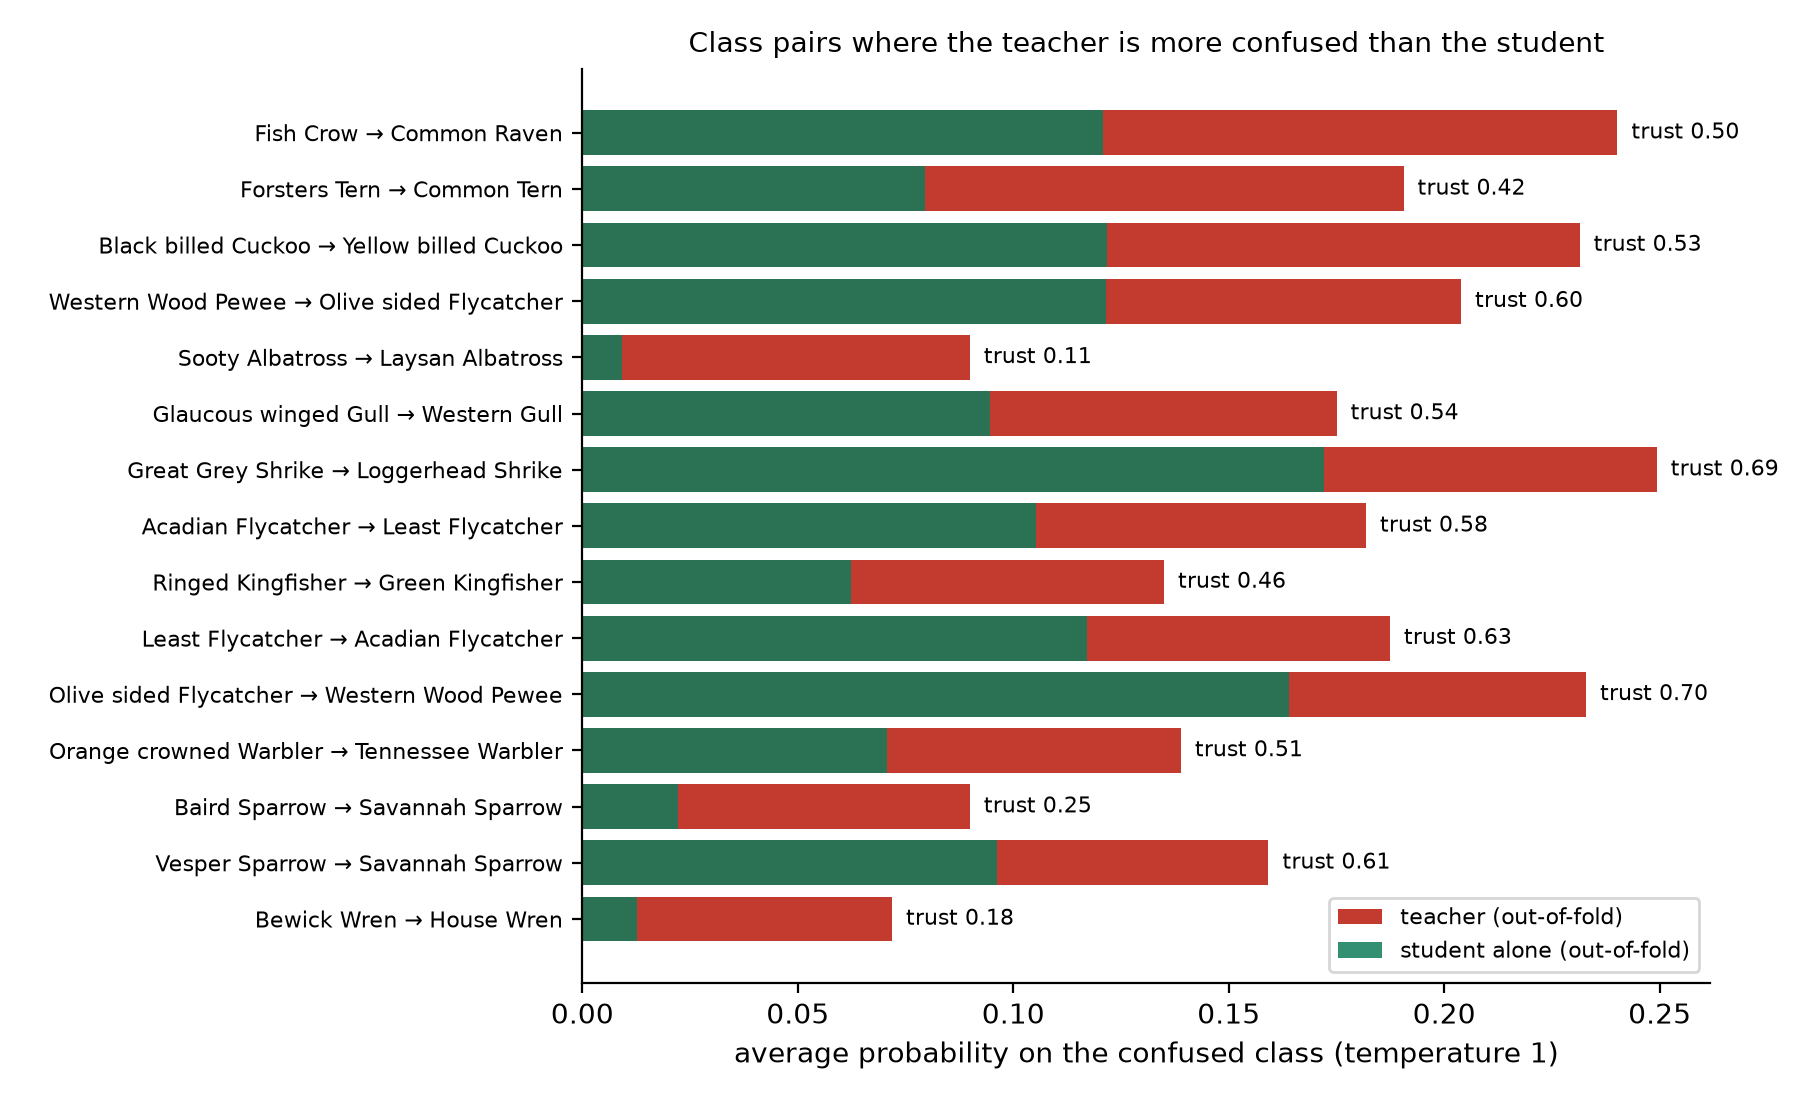 Class pairs where the teacher is more confused than the student
Fish Crow → Common Raven
trust 0.50
Forsters Tern → Common Tern
trust 0.42
Black billed Cuckoo → Yellow billed Cuckoo
trust 0.53
Western Wood Pewee → Olive sided Flycatcher
trust 0.60
Sooty Albatross → Laysan Albatross
trust 0.11
Glaucous winged Gull → Western Gull
trust 0.54
Great Grey Shrike → Loggerhead Shrike
trust 0.69
Acadian Flycatcher → Least Flycatcher
trust 0.58
Ringed Kingfisher → Green Kingfisher
trust 0.46
Least Flycatcher → Acadian Flycatcher
trust 0.63
Olive sided Flycatcher → Western Wood Pewee
trust 0.70
Orange crowned Warbler → Tennessee Warbler
trust 0.51
Baird Sparrow → Savannah Sparrow
trust 0.25
Vesper Sparrow → Savannah Sparrow
trust 0.61
Bewick Wren → House Wren
trust 0.18
teacher (out-of-fold)
student alone (out-of-fold)
0.00 0.05 0.10 0.15 0.20 0.25
average probability on the confused class (temperature 1)